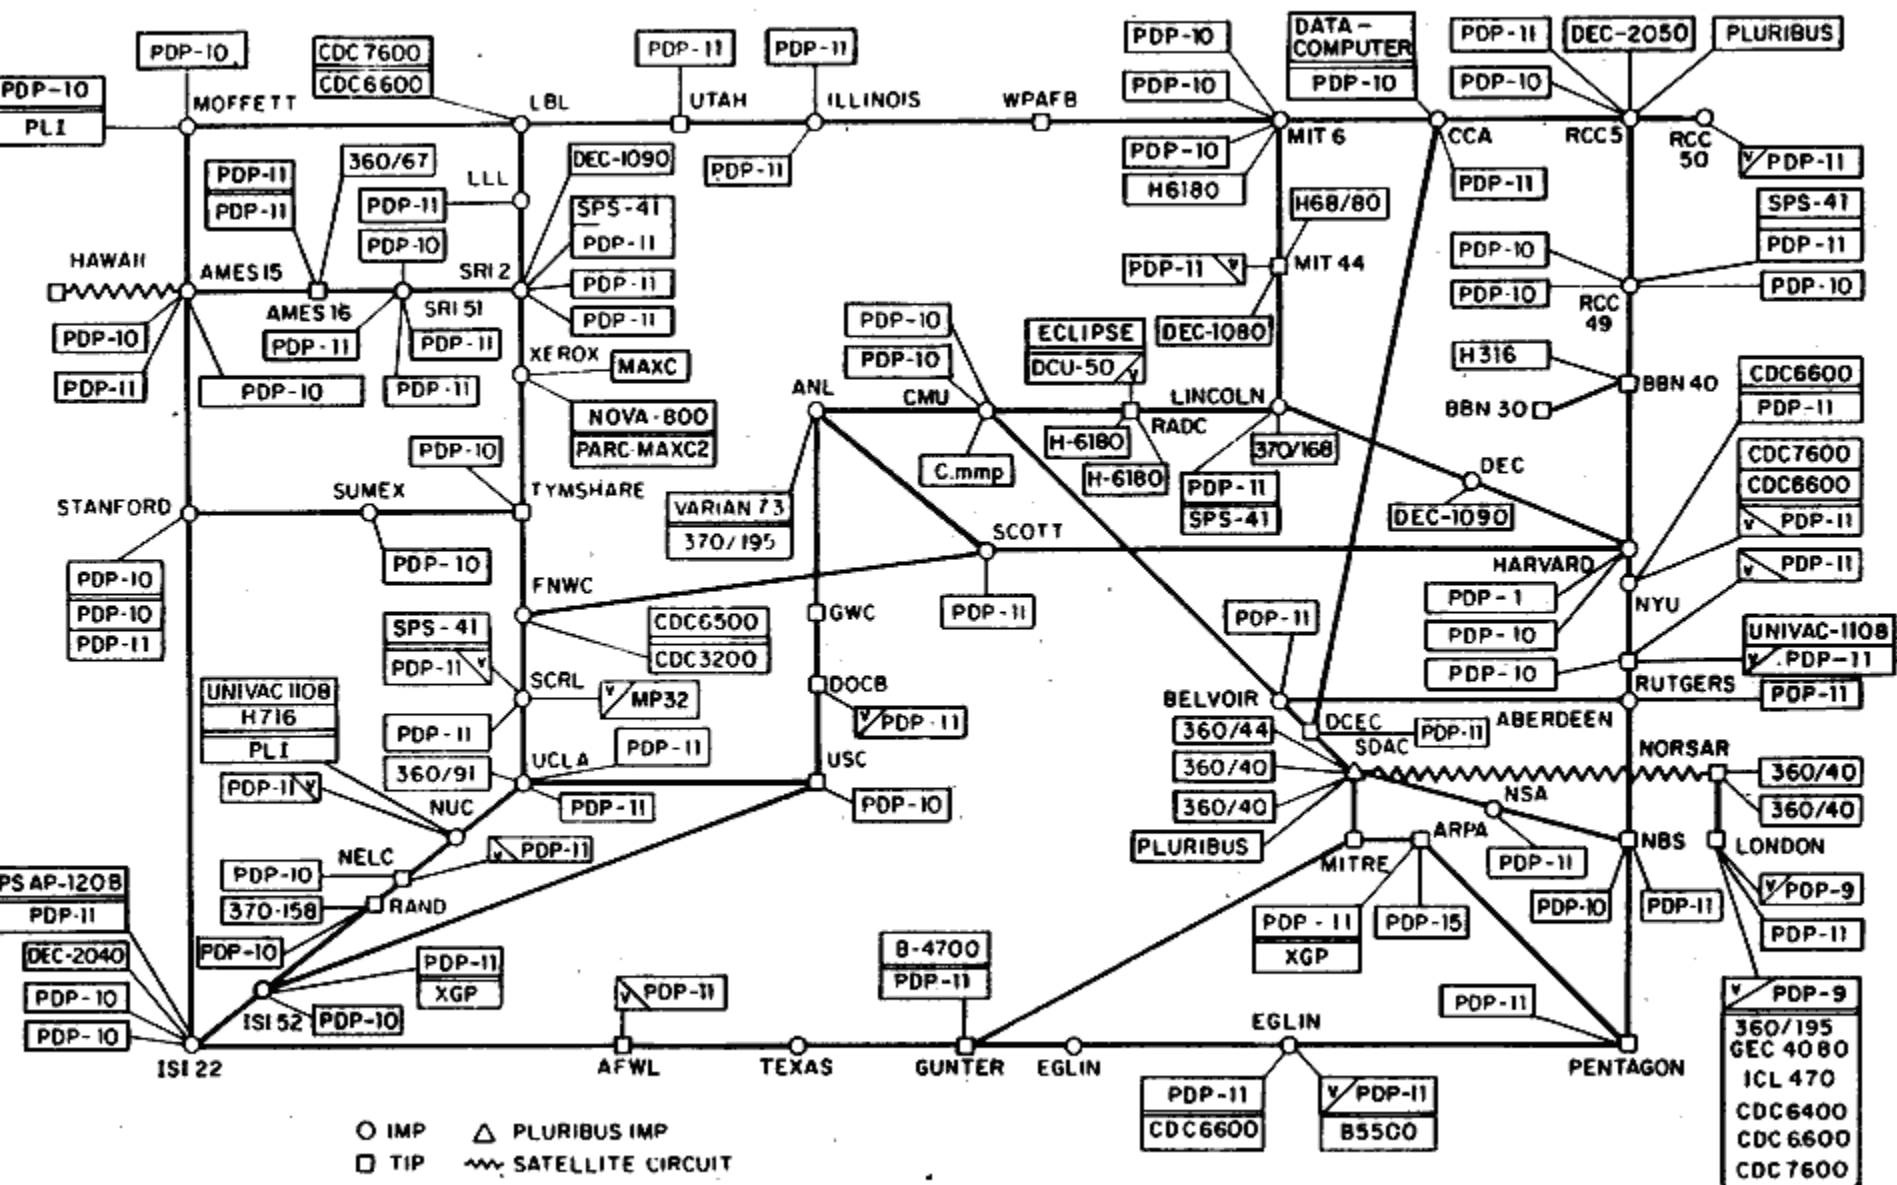 PDP-10
CDC 7600
CDC6600
PDP-11
PDP-11
PDP-10
DATA-
COMPUTER
PDP-10
PDP-11
DEC-2050
PLURIBUS
PDP-10
PLI
MOFFETT
LBL
UTAH
ILLINOIS
WPAFB
PDP-10
PDP-10
MIT 6
CCA
RCC5
RCC
50
PDP-11
PDP-11
PDP-11
360/67
LLL
PDP-11
PDP-10
DEC-1090
SPS-41
PDP-11
PDP-11
PDP-11
PDP-11
PDP-10
H6180
H68/80
PDP-11
V PDP-11
SPS-41
PDP-11
PDP-10
PDP-10
PDP-10
RCC
49
HAWAII
AMES 15
AMES 16
SRI 51
SRI 2
PDP-11 V
MIT 44
DEC-1080
PDP-10
PDP-11
PDP-10
PDP-11
PDP-11
PDP-11
XEROX
MAXC
NOVA-800
PARC-MAXC2
PDP-10
PDP-10
ECLIPSE
DCU-50 V
H316
BBN 40
BBN 30
CDC6600
PDP-11
ANL
CMU
RADC
LINCOLN
H-6180
H-6180
370/168
C.mmp
PDP-11
SPS-41
DEC
DEC-1090
CDC7600
CDC6600
V PDP-11
PDP-10
STANFORD
SUMEX
TYMSHARE
VARIAN 73
370/195
SCOTT
HARVARD
V PDP-11
PDP-10
PDP-10
PDP-11
PDP-10
FNWC
CDC6500
CDC3200
GWC
PDP-11
PDP-1
PDP-10
PDP-10
NYU
UNIVAC-1108
V PDP-11
SPS-41
PDP-11 V
SCRL
V MP32
PDP-11
DOCB
V PDP-11
PDP-11
BELVOIR
ABERDEEN
RUTGERS
PDP-11
UNIVAC 1108
H716
PLI
PDP-11 V
360/91
UCLA
PDP-11
PDP-11
USC
PDP-10
360/44
360/40
360/40
PLURIBUS
DCEC
PDP-11
SDAC
NORSAR
360/40
360/40
NUC
NELC
PDP-10
V PDP-11
370-158
RAND
PDP-10
NSA
PDP-11
ARPA
MITRE
NBS
LONDON
PDP-10
PDP-11
V PDP-9
PDP-11
PS AP-120B
PDP-11
DEC-2040
PDP-10
PDP-10
PDP-11
XGP
ISI 52
PDP-10
V PDP-11
B-4700
PDP-11
PDP-11
XGP
PDP-15
PDP-11
V PDP-9
360/195
GEC 4080
ICL 470
CDC6400
CDC6600
CDC7600
ISI 22
AFWL
TEXAS
GUNTER
EGLIN
EGLIN
PENTAGON
PDP-11
CDC6600
V PDP-11
B5500
IMP
PLURIBUS IMP
TIP
SATELLITE CIRCUIT